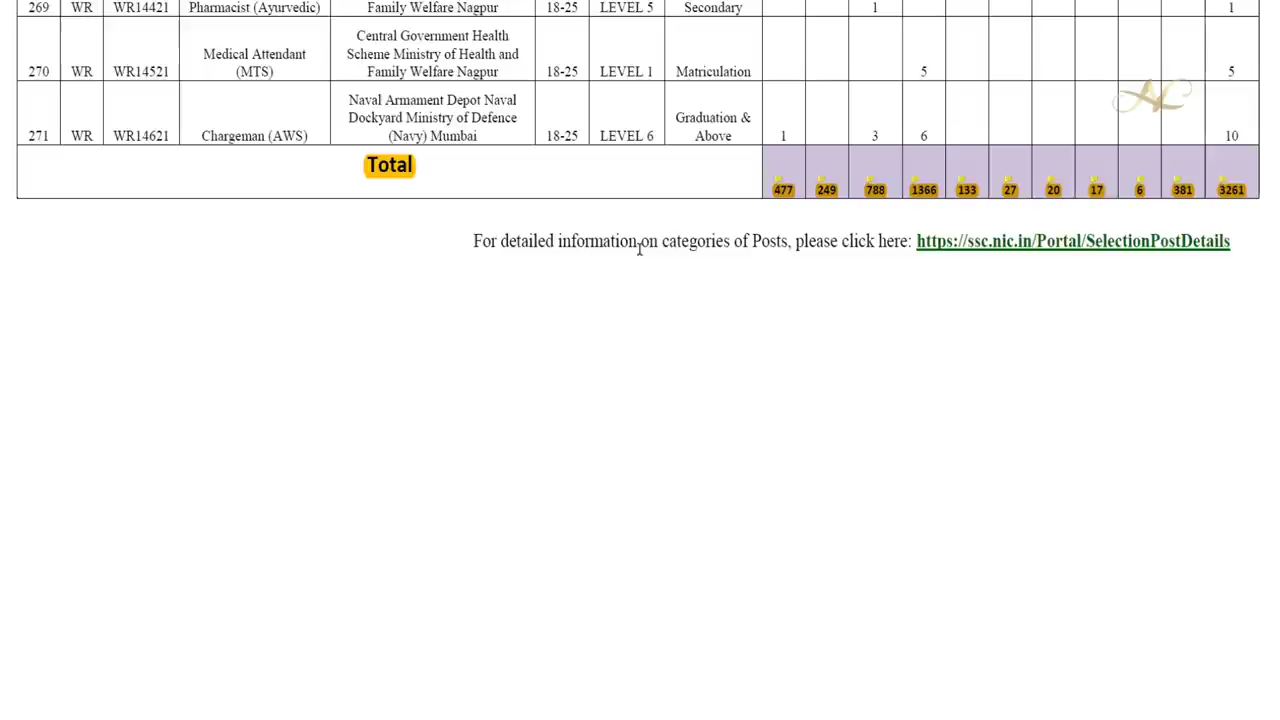 269 WR WR14421 Pharmacist (Ayurvedic) Family Welfare Nagpur 18-25 LEVEL 5 Secondary 1 1
Central Government Health
Medical Attendant Scheme Ministry of Health and
270 WR WR14521 (MTS) Family Welfare Nagpur 18-25 LEVEL 1 Matriculation 5 5
Naval Armament Depot Naval
Dockyard Ministry of Defence Graduation &
271 WR WR14621 Chargeman (AWS) (Navy) Mumbai 18-25 LEVEL 6 Above 1 3 6 10
AC
Total
477 249 788 1366 133 27 20 17 6 381 3261
For detailed information on categories of Posts, please click here: https://ssc.nic.in/Portal/SelectionPostDetails